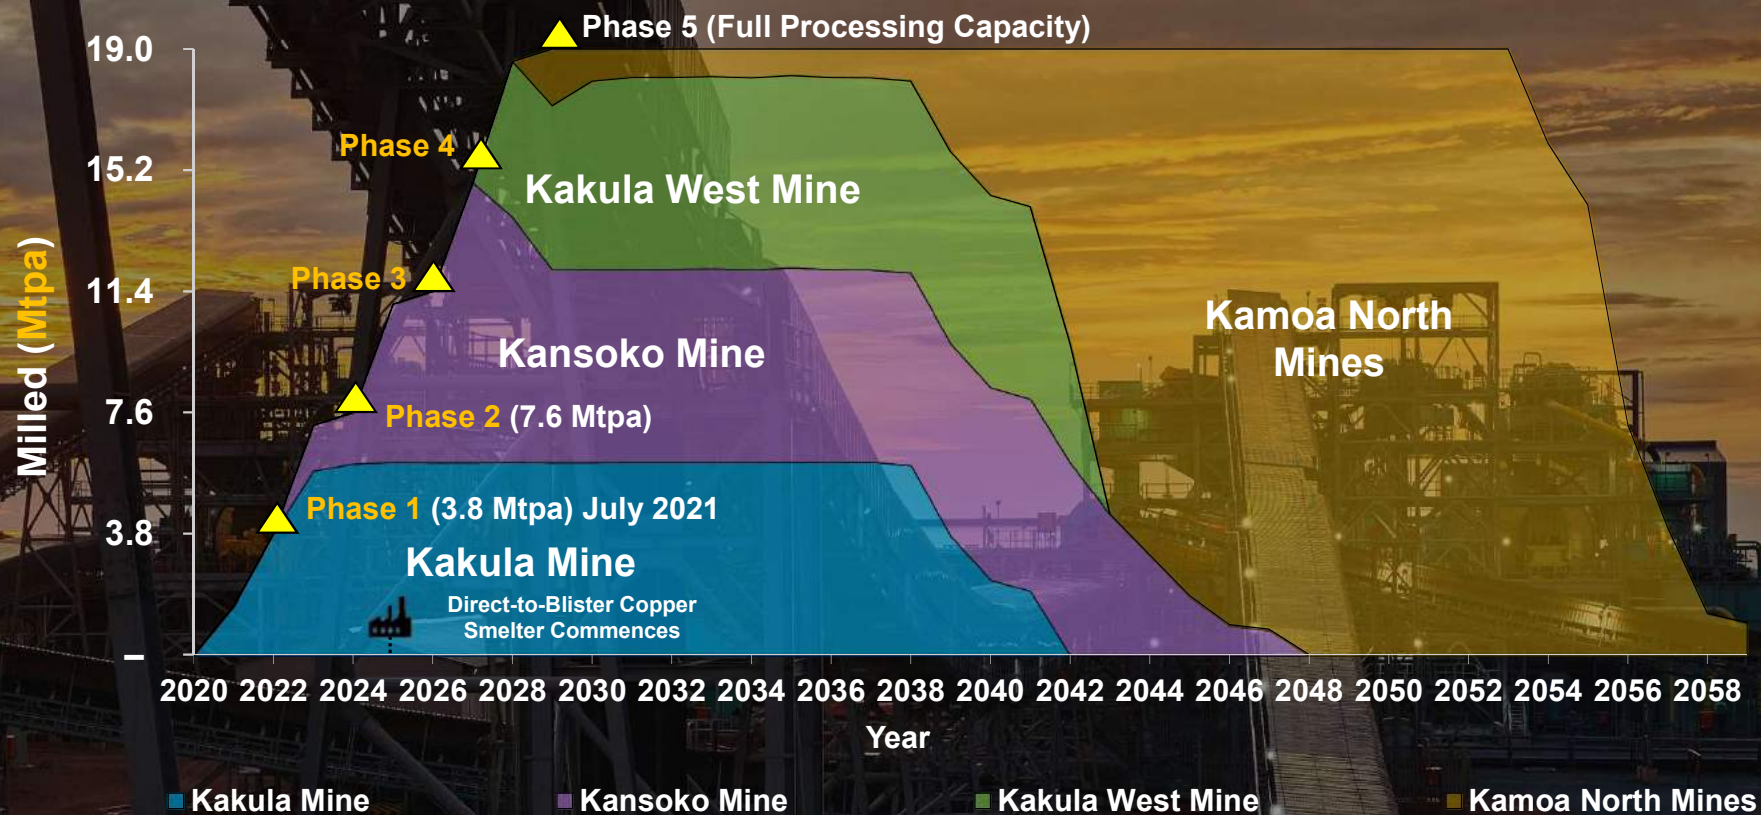 Phase 5 (Full Processing Capacity)
19.0
Phase 4
15.2
Kakula West Mine
Phase 3
11.4
Kamoa North
Mines
Kansoko Mine
Milled (Mtpa)
7.6
Phase 2 (7.6 Mtpa)
Phase 1 (3.8 Mtpa) July 2021
3.8
Kakula Mine
Direct-to-Blister Copper
Smelter Commences
–
2020 2022 2024 2026 2028 2030 2032 2034 2036 2038 2040 2042 2044 2046 2048 2050 2052 2054 2056 2058
Year
Kakula Mine Kansoko Mine Kakula West Mine Kamoa North Mines